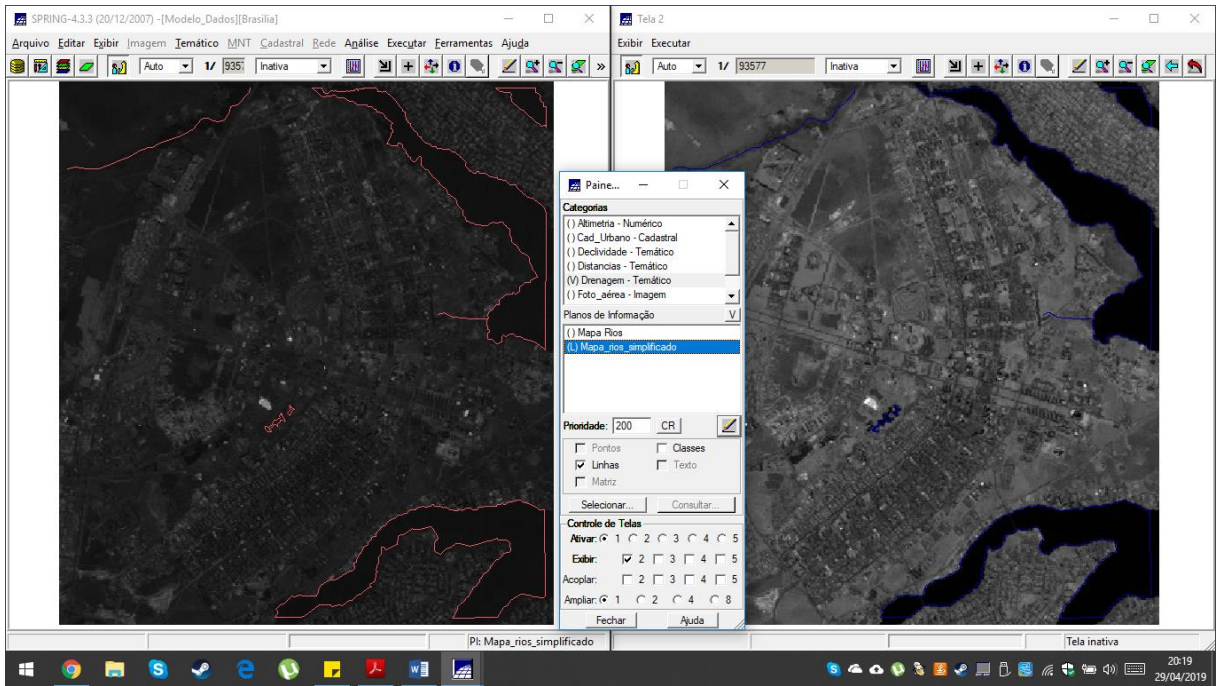 SPRING-4.3.3 (20/12/2007) -[Modelo_Dados][Brasilia]
Arquivo Editar Exibir Imagem Temático MNT Cadastral Rede Análise Executar Ferramentas Ajuda
Auto 1/ 9357 Inativa »
Tela 2
Exibir Executar
Auto 1/ 93577 Inativa
Paine...
Categorias
( ) Altimetria - Numérico
( ) Cad_Urbano - Cadastral
( ) Declividade - Temático
( ) Distancias - Temático
(V) Drenagem - Temático
( ) Foto_aérea - Imagem
Planos de Informação V
( ) Mapa Rios
(L) Mapa_rios_simplificado
Prioridade: 200 CR
Pontos Classes
Linhas Texto
Matriz
Selecionar... Consultar...
Controle de Telas
Ativar: 1 2 3 4 5
Exibir: 2 3 4 5
Acoplar: 2 3 4 5
Ampliar: 1 2 4 8
Fechar Ajuda
PI: Mapa_rios_simplificado
Tela inativa
20:19
29/04/2019